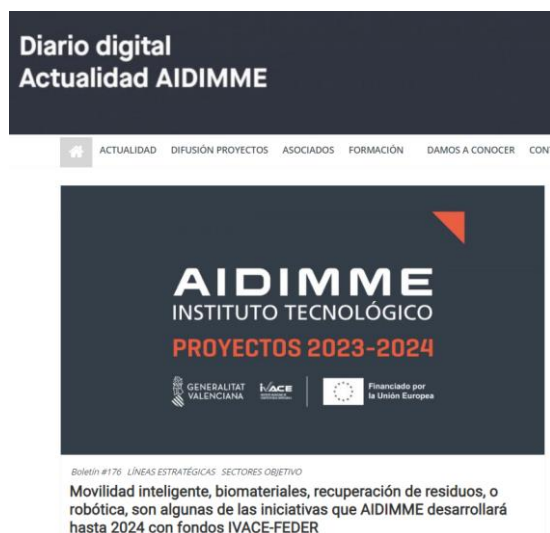 Diario digital
Actualidad AIDIMME
ACTUALIDAD DIFUSIÓN PROYECTOS ASOCIADOS FORMACIÓN DAMOS A CONOCER CON
AIDIMME
INSTITUTO TECNOLÓGICO
PROYECTOS 2023-2024
GENERALITAT VALENCIANA
IVACE
Financiado por
la Unión Europea
Boletín #176 LÍNEAS ESTRATÉGICAS SECTORES OBJETIVO
Movilidad inteligente, biomateriales, recuperación de residuos, o
robótica, son algunas de las iniciativas que AIDIMME desarrollará
hasta 2024 con fondos IVACE-FEDER